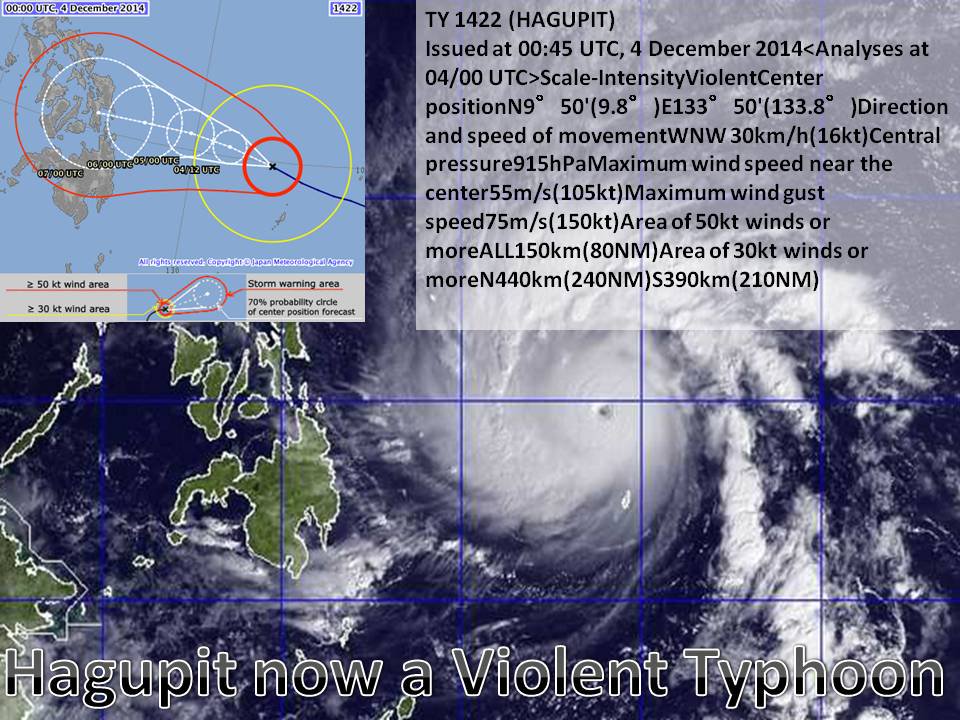 00:00 UTC, 4 December 2014
1422
06/00 UTC
05/00 UTC
07/00 UTC
04/12 UTC
10
All rights reserved. Copyright © Japan Meteorological Agency
130
≥ 50 kt wind area
Storm warning area
≥ 30 kt wind area
70% probability circle
of center position forecast
TY 1422 (HAGUPIT)
Issued at 00:45 UTC, 4 December 2014<Analyses at
04/00 UTC>Scale-IntensityViolentCenter
positionN9°50'(9.8°)E133°50'(133.8°)Direction
and speed of movementWNW 30km/h(16kt)Central
pressure915hPaMaximum wind speed near the
center55m/s(105kt)Maximum wind gust
speed75m/s(150kt)Area of 50kt winds or
moreALL150km(80NM)Area of 30kt winds or
moreN440km(240NM)S390km(210NM)
Hagupit now a Violent Typhoon